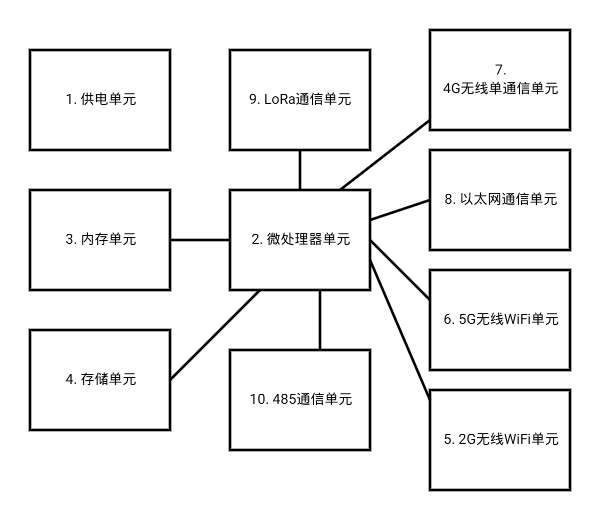 1. 供电单元
9. LoRa通信单元
7.
4G无线单通信单元
3. 内存单元
2. 微处理器单元
8. 以太网通信单元
4. 存储单元
10. 485通信单元
6. 5G无线WiFi单元
5. 2G无线WiFi单元